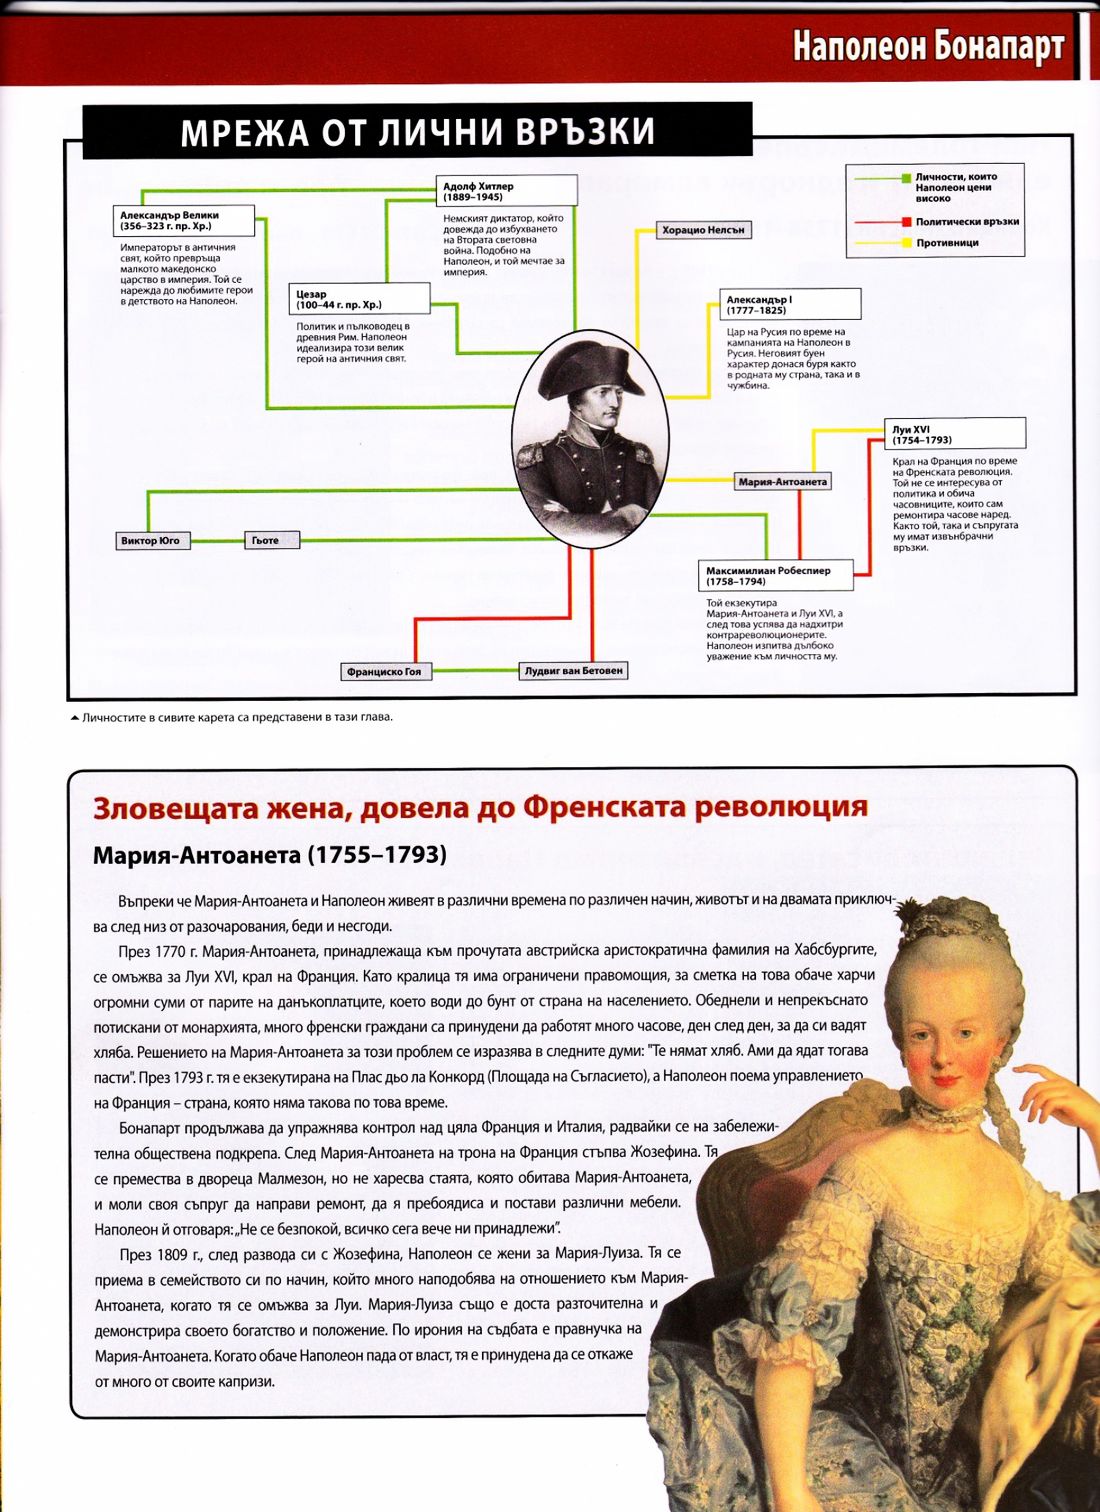 Наполеон Бонапарт
МРЕЖА ОТ ЛИЧНИ ВРЪЗКИ
Александър Велики
(356–323 г. пр. Хр.)
Императорът в античния
свят, който превръща
малкото македонско
царство в империя. Той се
нарежда до любимите герои
в детството на Наполеон.
Адолф Хитлер
(1889–1945)
Немският диктатор, който
довежда до избухването
на Втората световна
война. Подобно на
Наполеон, и той мечтае за
империя.
Цезар
(100–44 г. пр. Хр.)
Политик и пълководец в
древния Рим. Наполеон
идеализира този велик
герой на античния свят.
Хорацио Нелсън
Личности, които
Наполеон цени
високо
Политически връзки
Противници
Александър I
(1777–1825)
Цар на Русия по време на
кампанията на Наполеон в
Русия. Неговият буен
характер донася буря както
в родната му страна, така и в
чужбина.
Луи XVI
(1754–1793)
Крал на Франция по време
на Френската революция.
Той не се интересува от
политика и обича
часовниците, които сам
ремонтира часове наред.
Както той, така и съпругата
му имат извънбрачни
връзки.
Мария-Антоанета
Виктор Юго
Гьоте
Максимилиан Робеспиер
(1758–1794)
Той екзекутира
Мария-Антоанета и Луи XVI, а
след това успява да надхитри
контрареволюционерите.
Наполеон изпитва дълбоко
уважение към личността му.
Франциско Гоя
Лудвиг ван Бетовен
Личностите в сивите карета са представени в тази глава.
Зловещата жена, довела до Френската революция
Мария-Антоанета (1755–1793)
Въпреки че Мария-Антоанета и Наполеон живеят в различни времена по различен начин, животът и на двамата приключ-
ва след низ от разочарования, беди и несгоди.
През 1770 г. Мария-Антоанета, принадлежаща към прочутата австрийска аристократична фамилия на Хабсбургите,
се омъжва за Луи XVI, крал на Франция. Като кралица тя има ограничени правомощия, за сметка на това обаче харчи
огромни суми от парите на данъкоплатците, което води до бунт от страна на населението. Обеднели и непрекъснато
потискани от монархията, много френски граждани са принудени да работят много часове, ден след ден, за да си вадят
хляба. Решението на Мария-Антоанета за този проблем се изразява в следните думи: "Те нямат хляб. Ами да ядат тогава
пасти". През 1793 г. тя е екзекутирана на Плас дьо ла Конкорд (Площада на Съгласието), а Наполеон поема управлението
на Франция – страна, която няма такова по това време.
Бонапарт продължава да упражнява контрол над цяла Франция и Италия, радвайки се на забележи-
телна обществена подкрепа. След Мария-Антоанета на трона на Франция стъпва Жозефина. Тя
се премества в двореца Малмезон, но не харесва стаята, която обитава Мария-Антоанета,
и моли своя съпруг да направи ремонт, да я пребоядиса и постави различни мебели.
Наполеон й отговаря: „Не се безпокой, всичко сега вече ни принадлежи".
През 1809 г., след развода си с Жозефина, Наполеон се жени за Мария-Луиза. Тя се
приема в семейството си по начин, който много наподобява на отношението към Мария-
Антоанета, когато тя се омъжва за Луи. Мария-Луиза също е доста разточителна и
демонстрира своето богатство и положение. По ирония на съдбата е правнучка на
Мария-Антоанета. Когато обаче Наполеон пада от власт, тя е принудена да се откаже
от много от своите капризи.